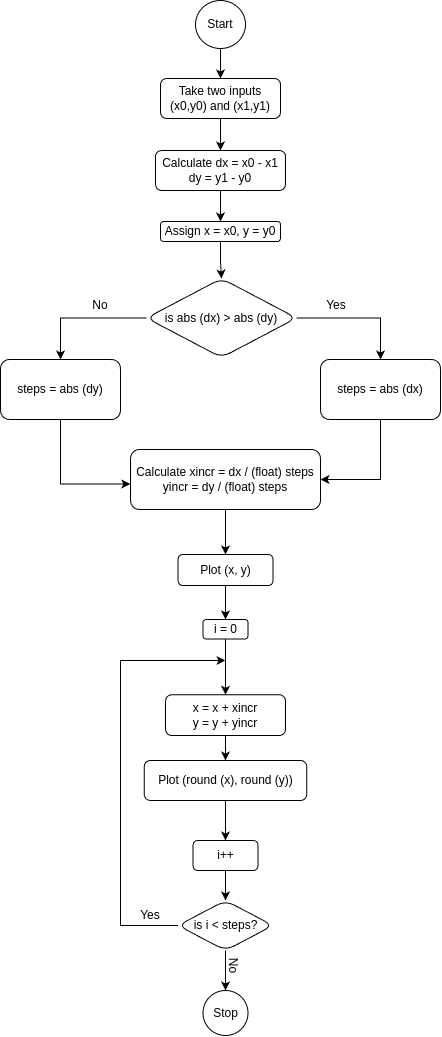 Start
Take two inputs
(x0,y0) and (x1,y1)
Calculate dx = x0 - x1
dy = y1 - y0
Assign x = x0, y = y0
No
Yes
is abs (dx) > abs (dy)
steps = abs (dy)
steps = abs (dx)
Calculate xincr = dx / (float) steps
yincr = dy / (float) steps
Plot (x, y)
i = 0
x = x + xincr
y = y + yincr
Plot (round (x), round (y))
i++
Yes
is i < steps?
No
Stop